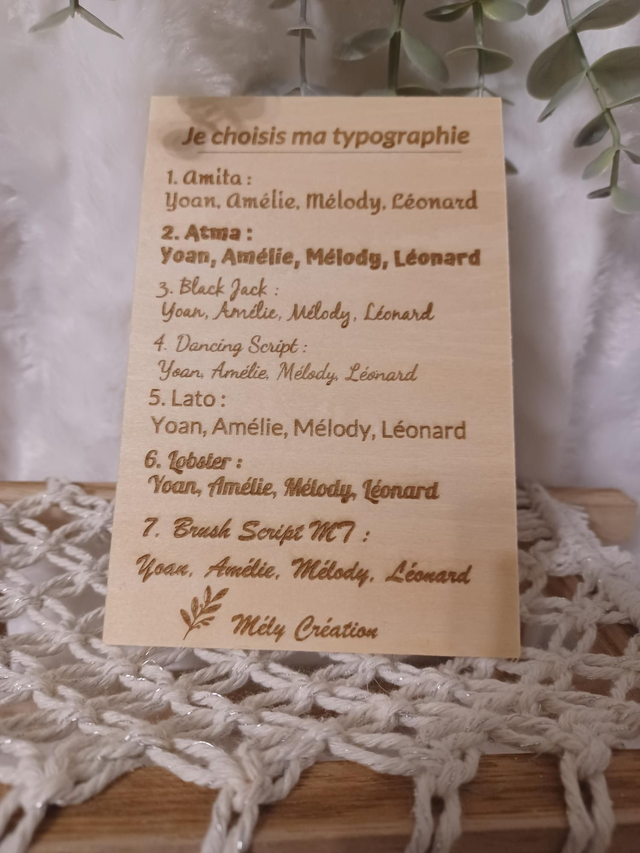 Je choisis ma typographie
1. Amita :
Yoan, Amélie, Mélody, Léonard
2. Atma :
Yoan, Amélie, Mélody, Léonard
3. Black Jack :
Yoan, Amélie, Mélody, Léonard
4. Dancing Script :
Yoan, Amélie, Mélody, Léonard
5. Lato :
Yoan, Amélie, Mélody, Léonard
6. Lobster :
Yoan, Amélie, Mélody, Léonard
7. Brush Script MT :
Yoan, Amélie, Mélody, Léonard
Mély Création